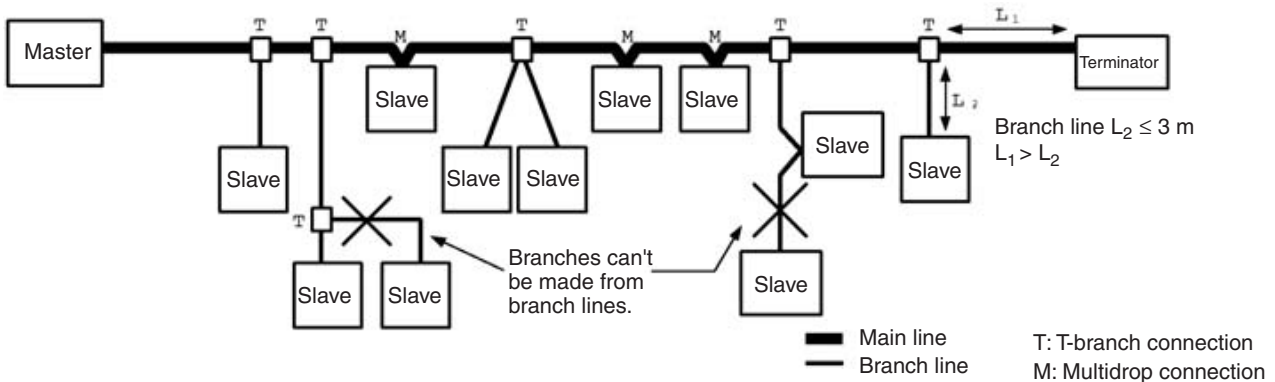 T T M T M M T T L₁
Master
Terminator
Slave Slave Slave
L₂
Branch line L₂ ≤ 3 m
L₁ > L₂
Slave
Slave Slave Slave Slave
T
Branches can't
be made from
branch lines.
Slave Slave
Slave
Main line
Branch line
T: T-branch connection
M: Multidrop connection